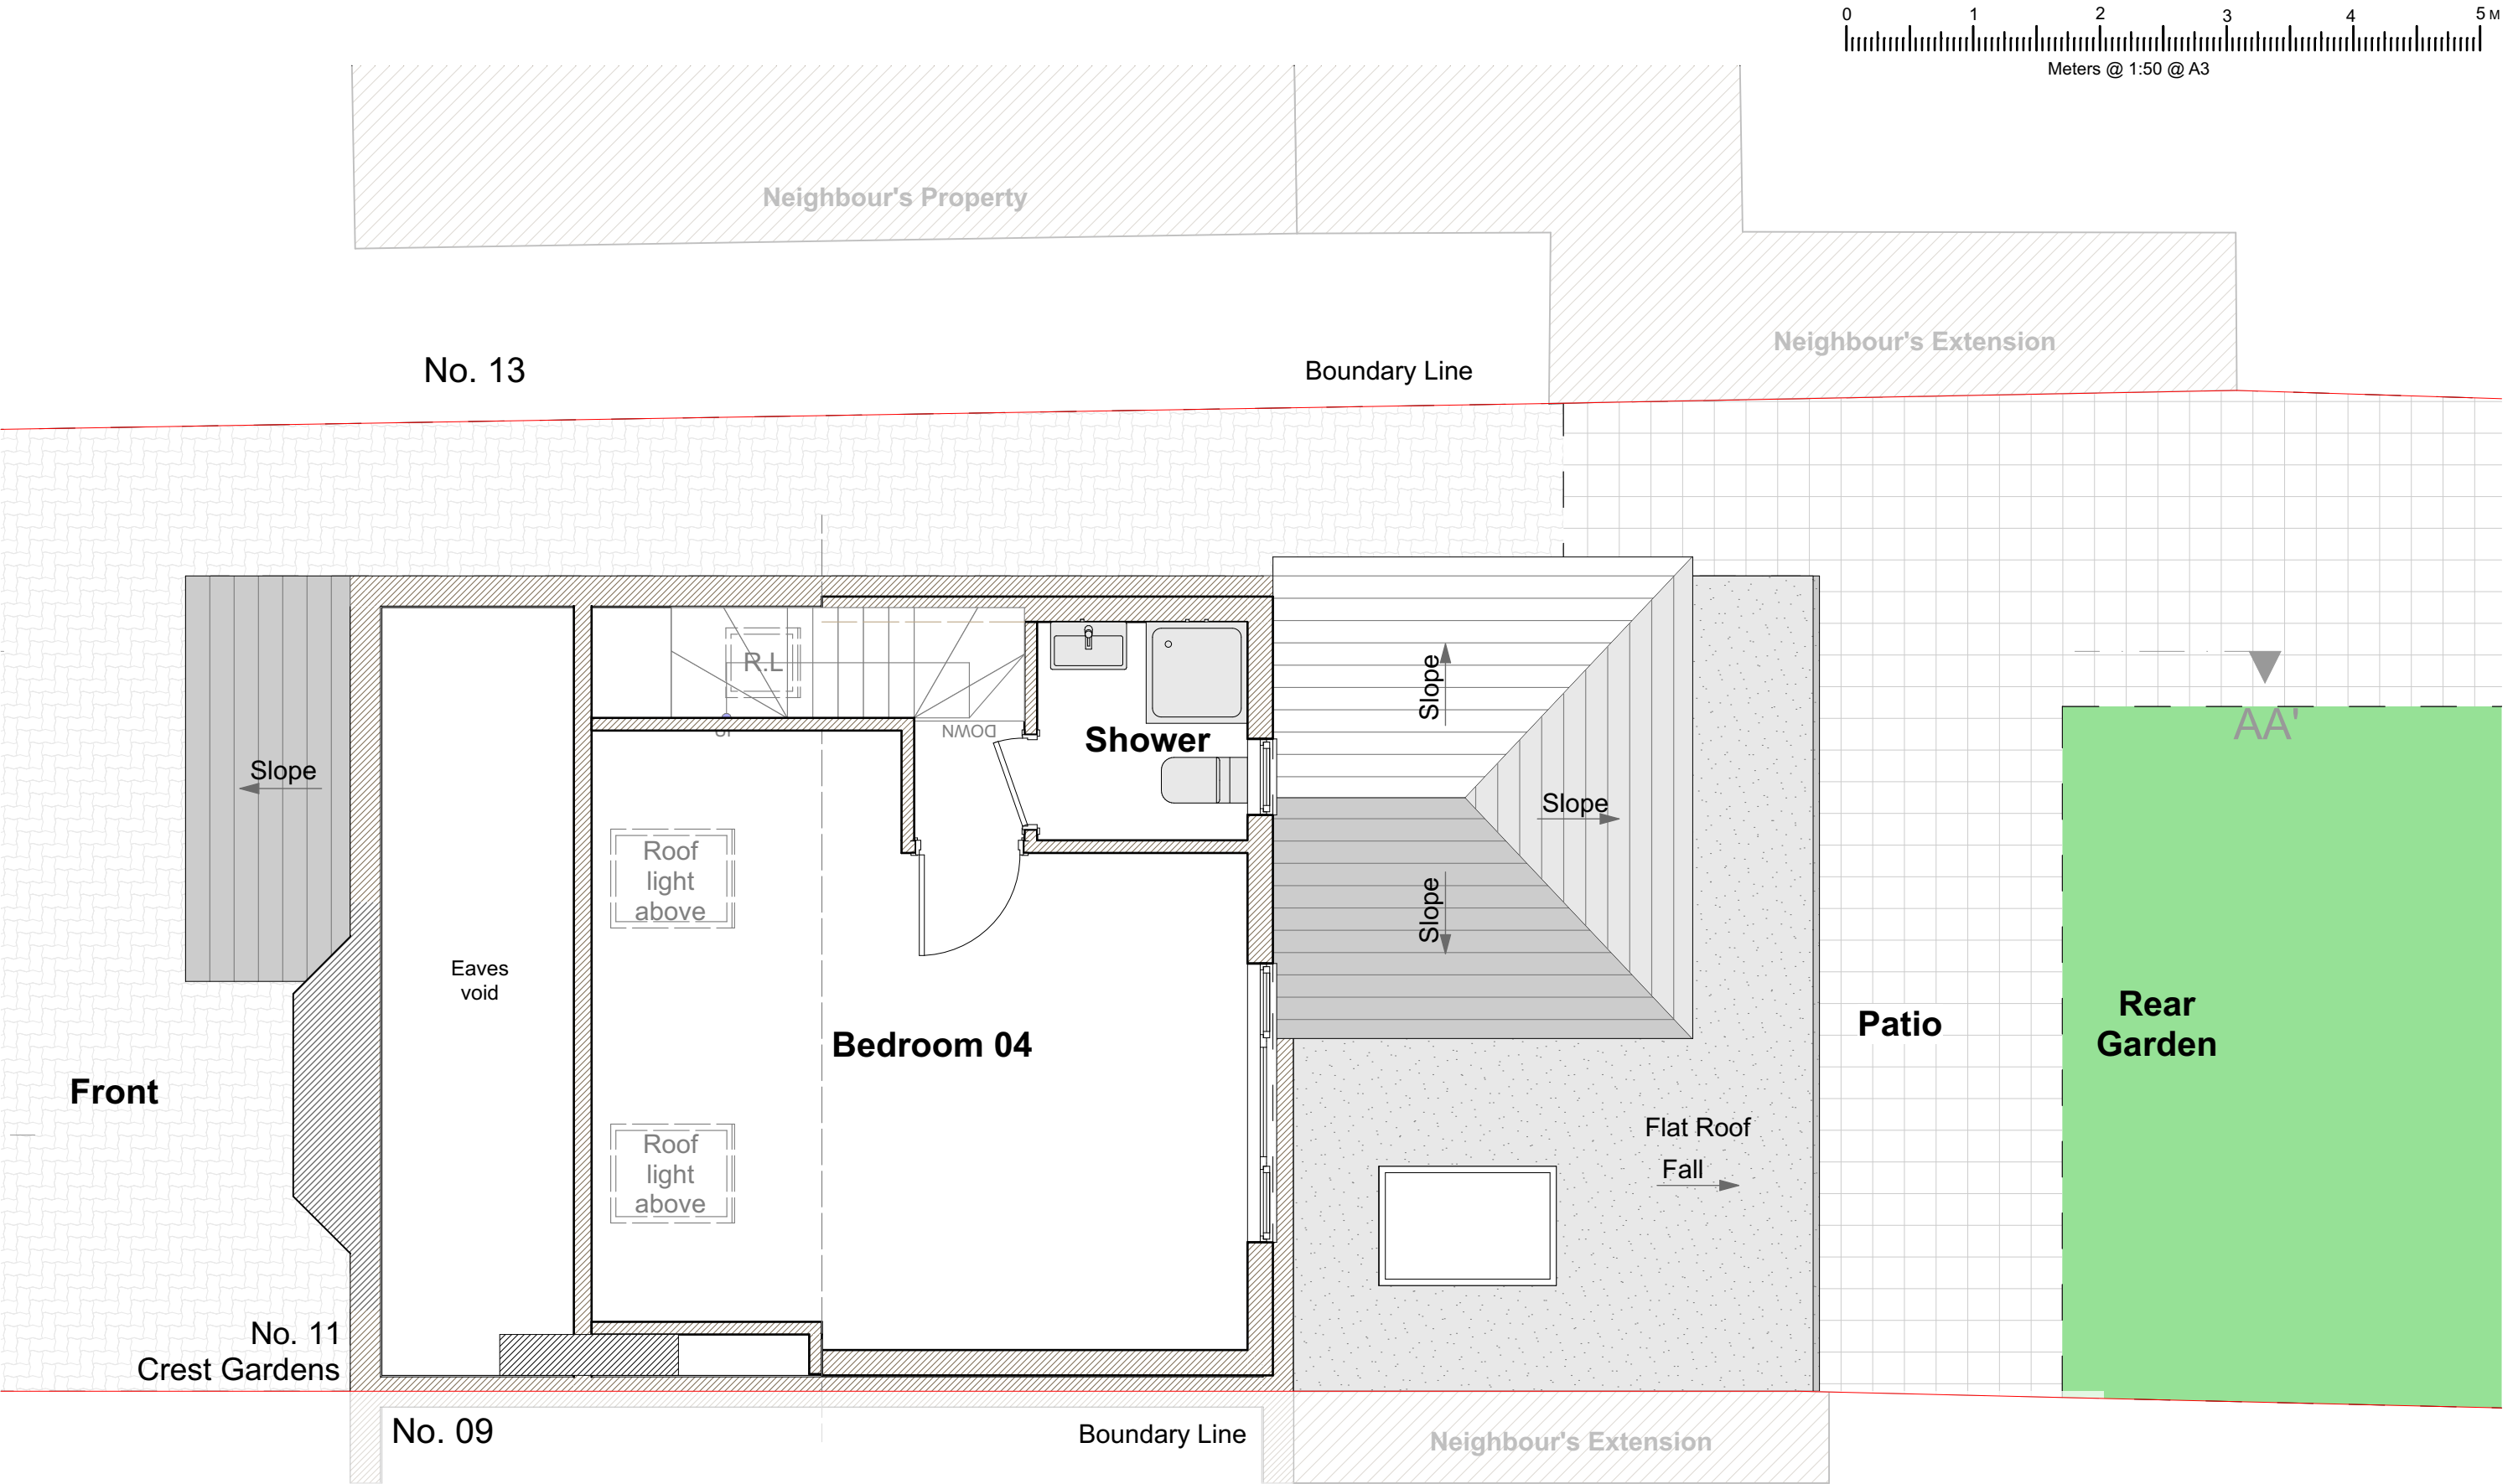 0 1 2 3 4 5 M
Meters @ 1:50 @ A3
Neighbour's Property
Neighbour's Extension
No. 13
Boundary Line
R.L
DOWN
Shower
Slope
AA'
Slope
Slope
Roof
light
above
Slope
Eaves
void
Bedroom 04
Patio
Rear
Garden
Front
Roof
light
above
Flat Roof
Fall
No. 11
Crest Gardens
No. 09
Boundary Line
Neighbour's Extension